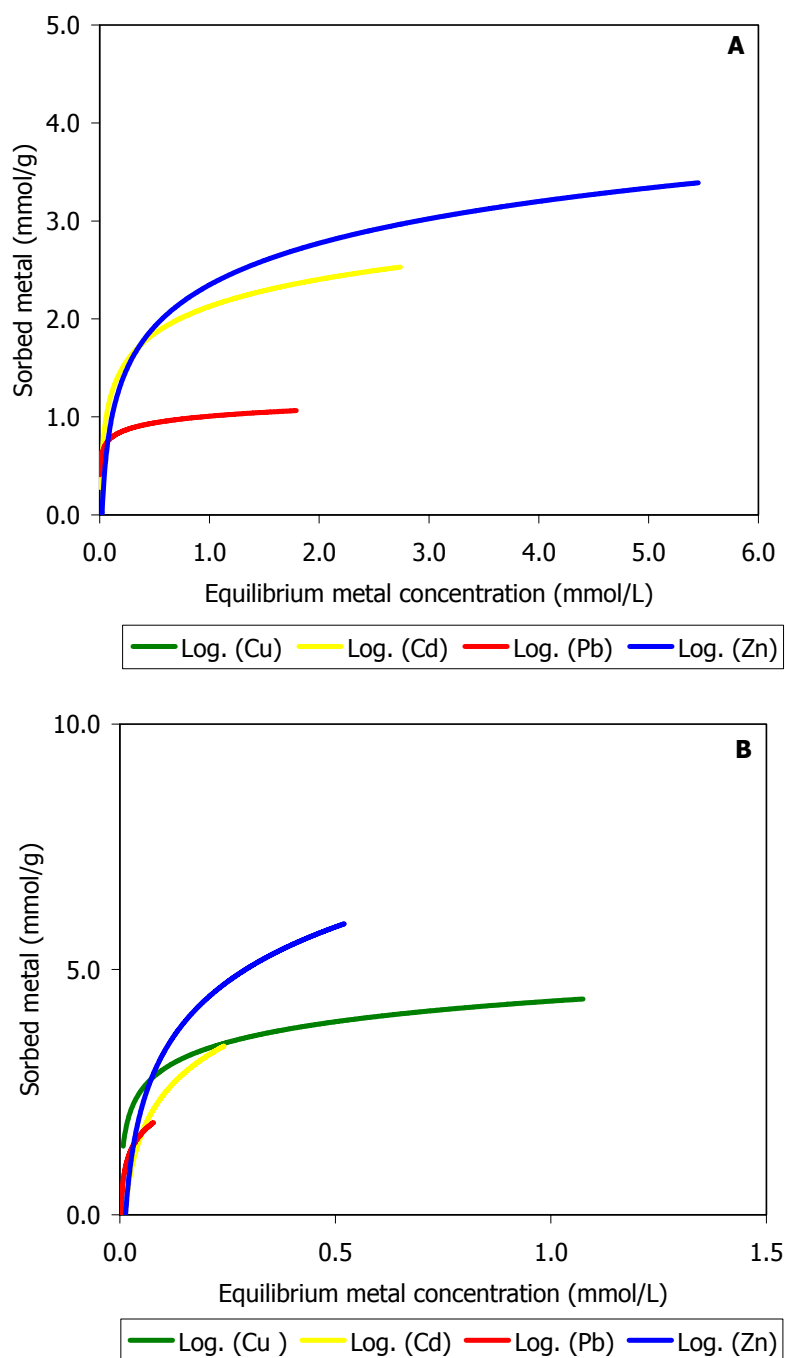 A
5.0
4.0
3.0
2.0
1.0
0.0
Sorbed metal (mmol/g)
0.0 1.0 2.0 3.0 4.0 5.0 6.0
Equilibrium metal concentration (mmol/L)
Log. (Cu) Log. (Cd) Log. (Pb) Log. (Zn)
B
10.0
5.0
0.0
Sorbed metal (mmol/g)
0.0 0.5 1.0 1.5
Equilibrium metal concentration (mmol/L)
Log. (Cu ) Log. (Cd) Log. (Pb) Log. (Zn)